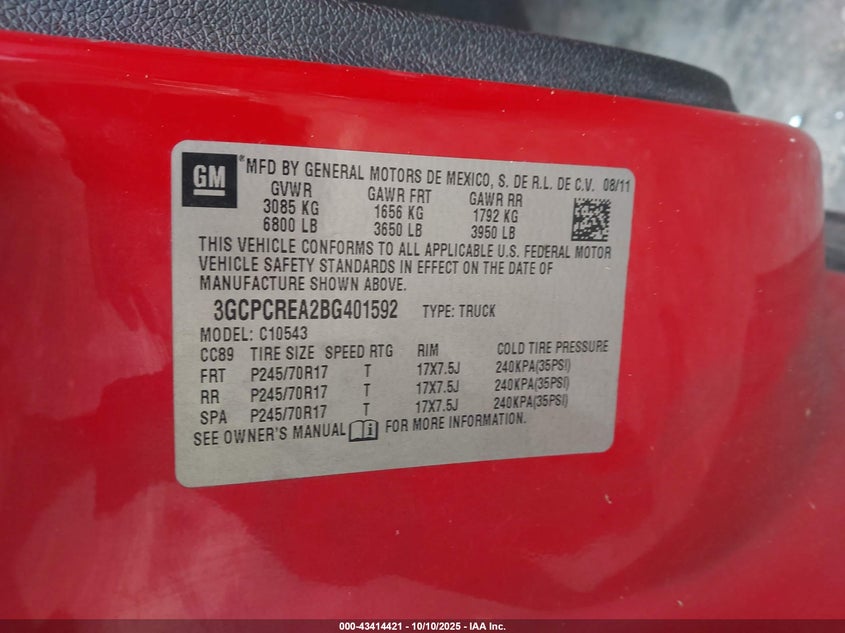 GM
®MFD BY GENERAL MOTORS DE MEXICO, S. DE R.L. DE C.V. 08/11
GVWR GAWR FRT GAWR RR
3085 KG 1656 KG 1792 KG
6800 LB 3650 LB 3950 LB
THIS VEHICLE CONFORMS TO ALL APPLICABLE U.S. FEDERAL MOTOR
VEHICLE SAFETY STANDARDS IN EFFECT ON THE DATE OF
MANUFACTURE SHOWN ABOVE.
3GCPCREA2BG401592 TYPE: TRUCK
MODEL: C10543
CC89 TIRE SIZE SPEED RTG RIM COLD TIRE PRESSURE
FRT P245/70R17 T 17X7.5J 240KPA(35PSI)
RR P245/70R17 T 17X7.5J 240KPA(35PSI)
SPA P245/70R17 T 17X7.5J 240KPA(35PSI)
SEE OWNER'S MANUAL i FOR MORE INFORMATION.
000-43414421 - 10/10/2025 - IAA Inc.